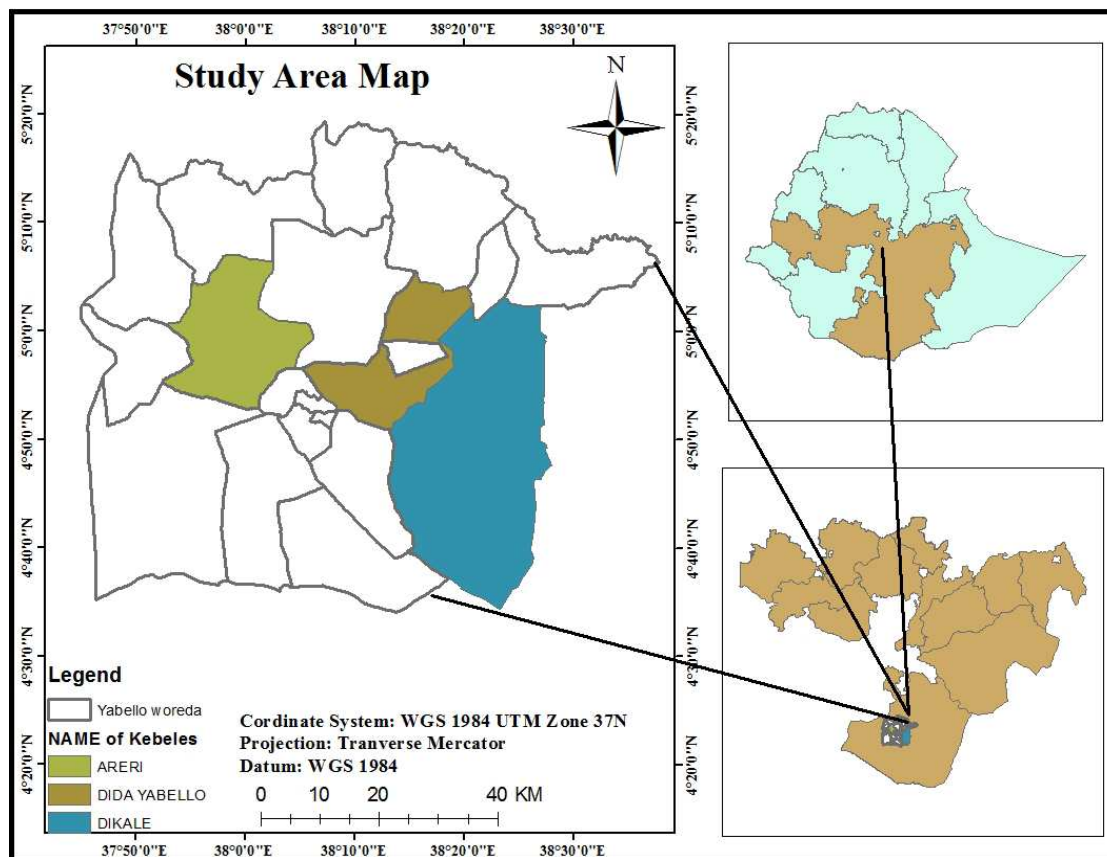 37°50'0"E 38°0'0"E 38°10'0"E 38°20'0"E 38°30'0"E
Study Area Map
N
5°20'0"N 5°20'0"N
5°10'0"N 5°10'0"N
5°0'0"N 5°0'0"N
4°50'0"N 4°50'0"N
4°40'0"N 4°40'0"N
4°30'0"N 4°30'0"N
4°20'0"N 4°20'0"N
Legend
Yabello woreda
NAME of Kebeles
ARERI
DIDA YABELLO
DIKALE
Cordinate System: WGS 1984 UTM Zone 37N
Projection: Tranverse Mercator
Datum: WGS 1984
0 10 20 40 KM
37°50'0"E 38°0'0"E 38°10'0"E 38°20'0"E 38°30'0"E